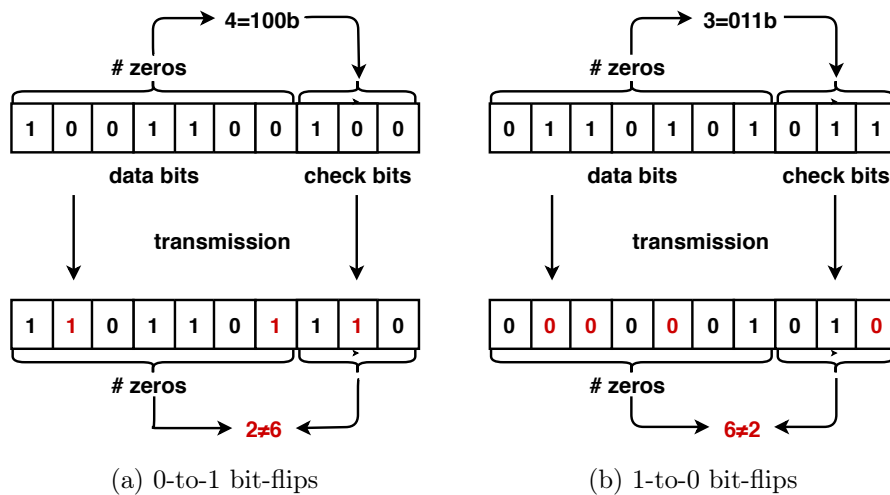 4=100b
# zeros
1 0 0 1 1 0 0 1 0 0
data bits check bits
transmission
1 1 0 1 1 0 1 1 1 0
# zeros
2≠6
(a) 0-to-1 bit-flips
3=011b
# zeros
0 1 1 0 1 0 1 0 1 1
data bits check bits
transmission
0 0 0 0 0 0 1 0 1 0
# zeros
6≠2
(b) 1-to-0 bit-flips